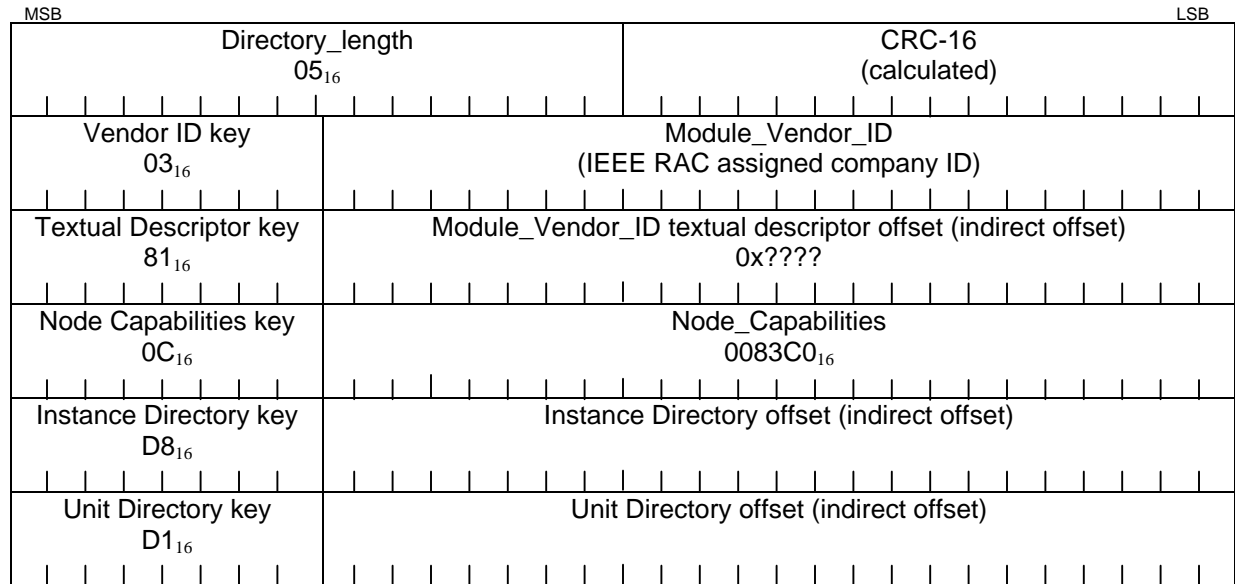 MSB LSB
Directory_length CRC-16
05₁₆ (calculated)
Vendor ID key Module_Vendor_ID
03₁₆ (IEEE RAC assigned company ID)
Textual Descriptor key Module_Vendor_ID textual descriptor offset (indirect offset)
81₁₆ 0x????
Node Capabilities key Node_Capabilities
0C₁₆ 0083C0₁₆
Instance Directory key Instance Directory offset (indirect offset)
D8₁₆
Unit Directory key Unit Directory offset (indirect offset)
D1₁₆